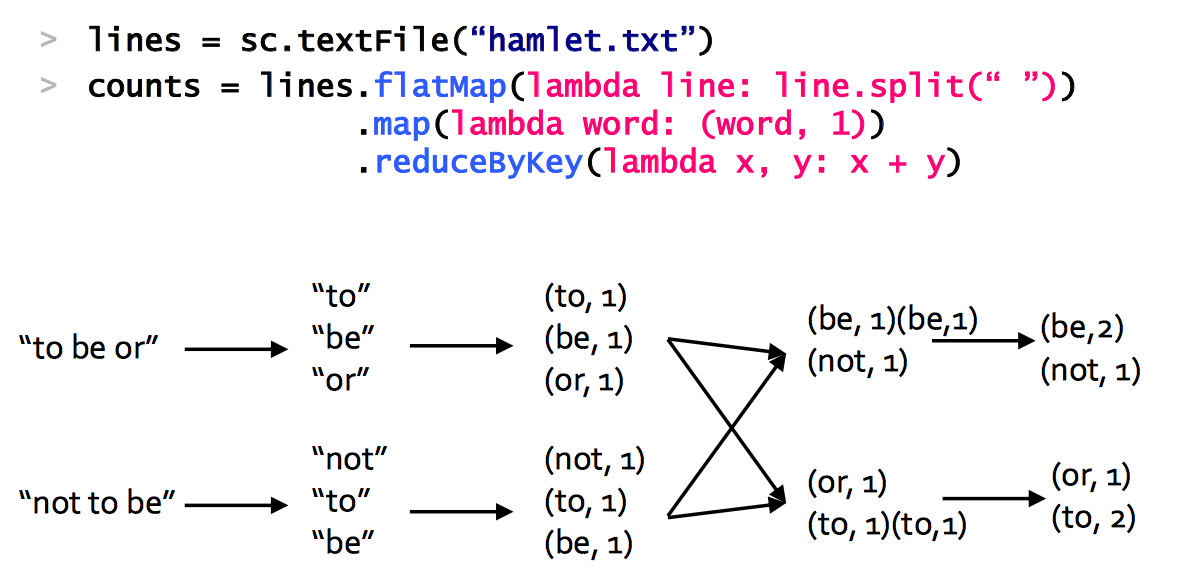 > lines = sc.textFile(“hamlet.txt”)
> counts = lines.flatMap(lambda line: line.split(“ ”))
.map(lambda word: (word, 1))
.reduceByKey(lambda x, y: x + y)
“to be or”
“to”
“be”
“or”
(to, 1)
(be, 1)
(or, 1)
(be, 1)(be,1)
(not, 1)
(be,2)
(not, 1)
“not to be”
“not”
“to”
“be”
(not, 1)
(to, 1)
(be, 1)
(or, 1)
(to, 1)(to,1)
(or, 1)
(to, 2)